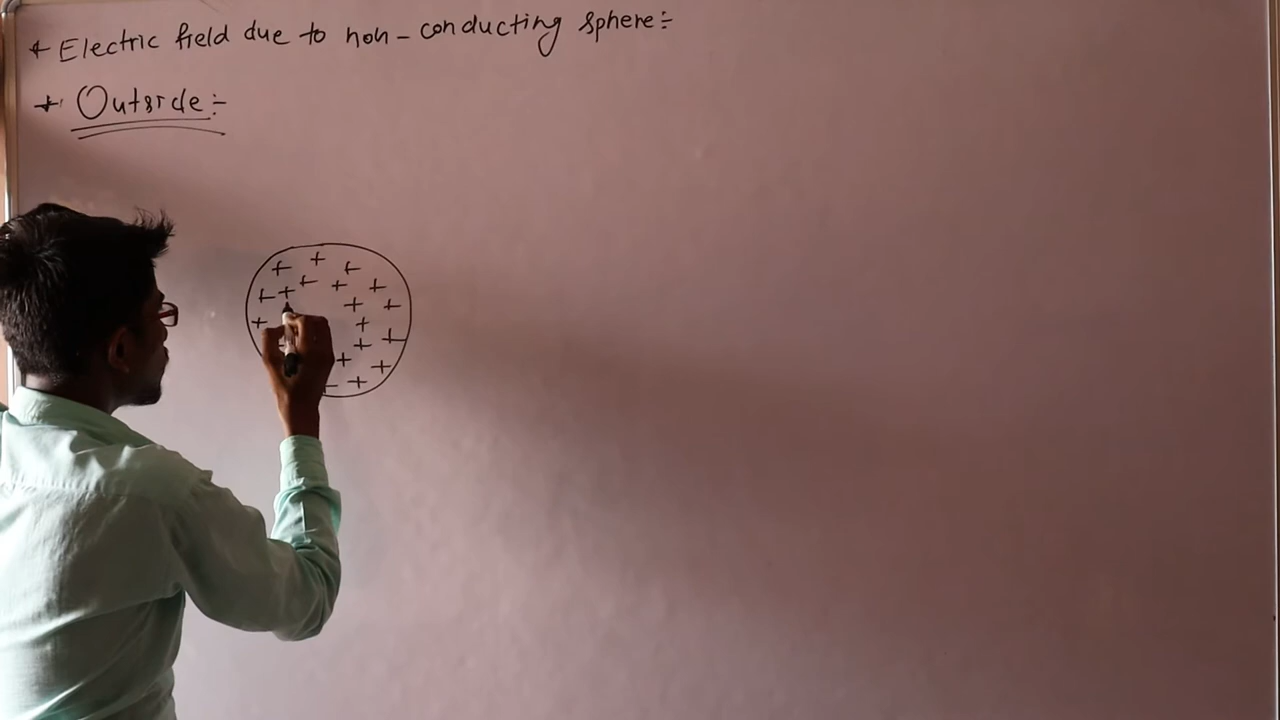 * Electric field due to non-conducting sphere:-
* Outside:-
+ + +
+ + + +
+ + + +
+ +
+ +
+ +
+ +